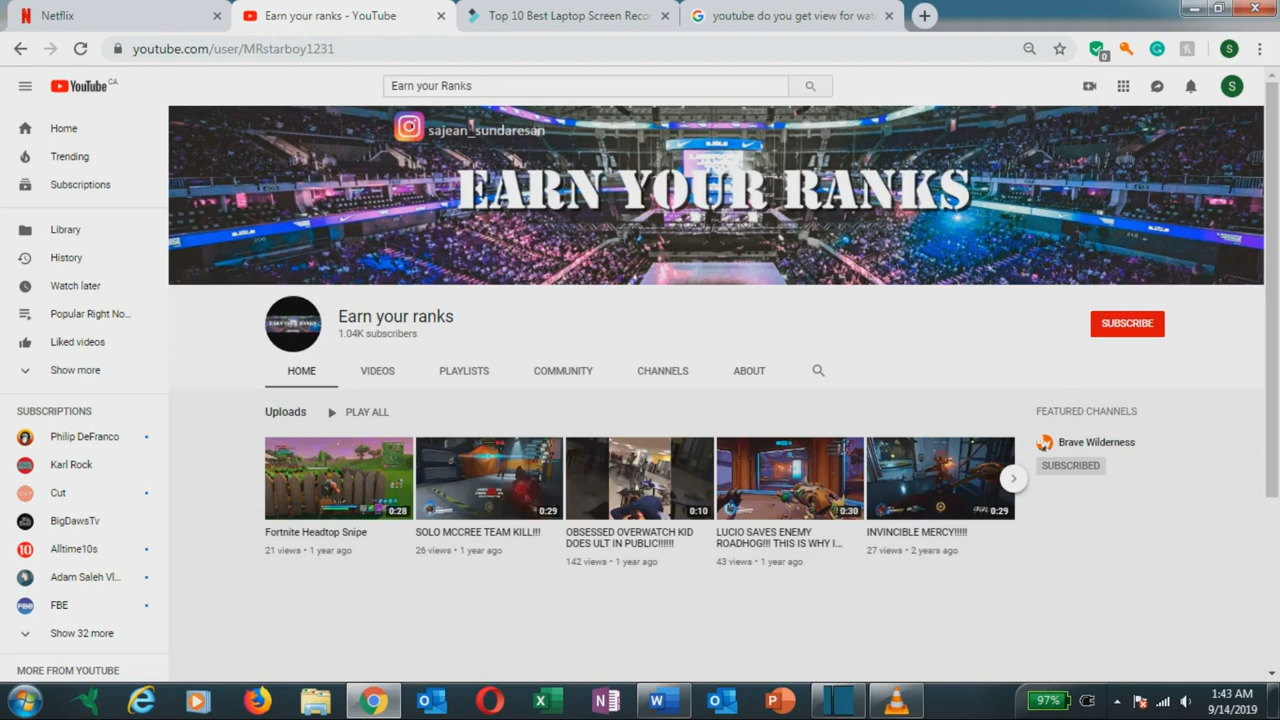 Netflix
Earn your ranks - YouTube
Top 10 Best Laptop Screen Recor
youtube do you get view for wat
youtube.com/user/MRstarboy1231
0
S
YouTube CA
Earn your Ranks
S
Home
Trending
Subscriptions
Library
History
Watch later
Popular Right No...
Liked videos
Show more
SUBSCRIPTIONS
Philip DeFranco
Karl Rock
Cut
BigDawsTv
Alltime10s
Adam Saleh Vl...
FBE
Show 32 more
MORE FROM YOUTUBE
sajean_sundaresan
EARN YOUR RANKS
EARN YOUR RANKS
Earn your ranks
1.04K subscribers
SUBSCRIBE
HOME
VIDEOS
PLAYLISTS
COMMUNITY
CHANNELS
ABOUT
Uploads
PLAY ALL
0:28
0:29
0:10
0:30
0:29
Fortnite Headtop Snipe
21 views • 1 year ago
SOLO MCCREE TEAM KILL!!!
26 views • 1 year ago
OBSESSED OVERWATCH KID
DOES ULT IN PUBLIC!!!!!!
142 views • 1 year ago
LUCIO SAVES ENEMY
ROADHOG!!! THIS IS WHY I...
43 views • 1 year ago
INVINCIBLE MERCY!!!!!
27 views • 2 years ago
FEATURED CHANNELS
Brave Wilderness
SUBSCRIBED
97%
1:43 AM
9/14/2019